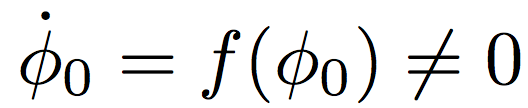 ϕ̇₀ = f(ϕ₀) ≠ 0